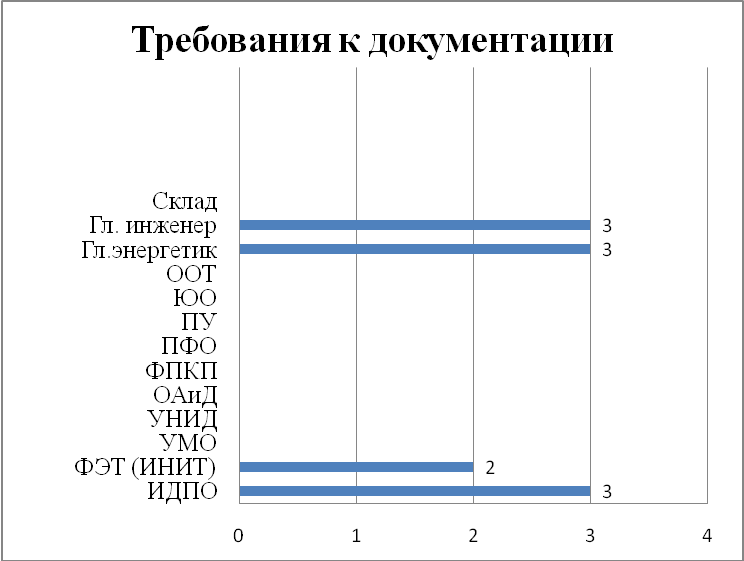 Требования к документации
Склад
Гл. инженер 3
Гл.энергетик 3
ООТ
ЮО
ПУ
ПФО
ФПКП
ОАиД
УНИД
УМО
ФЭТ (ИНИТ) 2
ИДПО 3
0 1 2 3 4